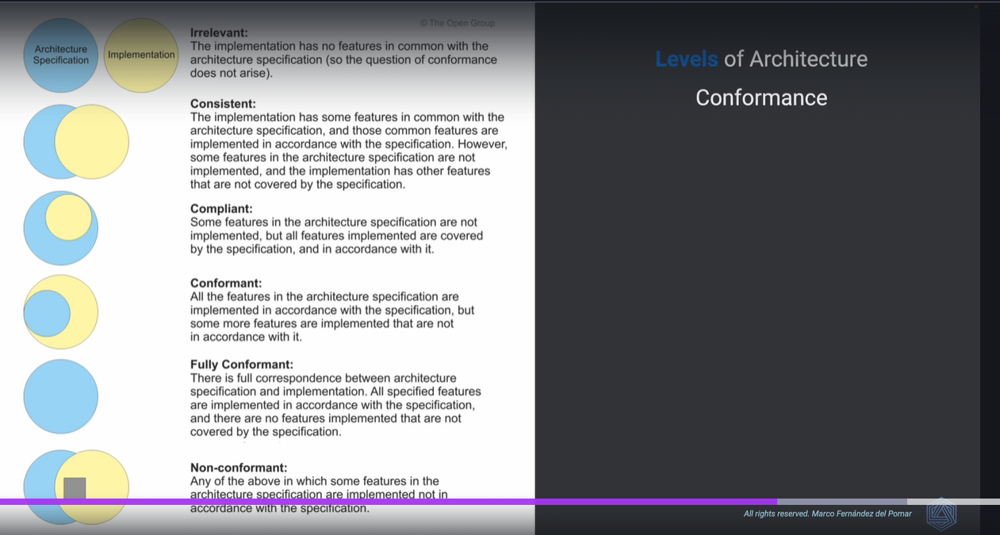 © The Open Group
Architecture
Specification
Implementation
Irrelevant:
The implementation has no features in common with the
architecture specification (so the question of conformance
does not arise).
Consistent:
The implementation has some features in common with the
architecture specification, and those common features are
implemented in accordance with the specification. However,
some features in the architecture specification are not
implemented, and the implementation has other features
that are not covered by the specification.
Compliant:
Some features in the architecture specification are not
implemented, but all features implemented are covered
by the specification, and in accordance with it.
Conformant:
All the features in the architecture specification are
implemented in accordance with the specification, but
some more features are implemented that are not
in accordance with it.
Fully Conformant:
There is full correspondence between architecture
specification and implementation. All specified features
are implemented in accordance with the specification,
and there are no features implemented that are not
covered by the specification.
Non-conformant:
Any of the above in which some features in the
architecture specification are implemented not in
accordance with the specification.
Levels of Architecture
Conformance
All rights reserved. Marco Fernández del Pomar